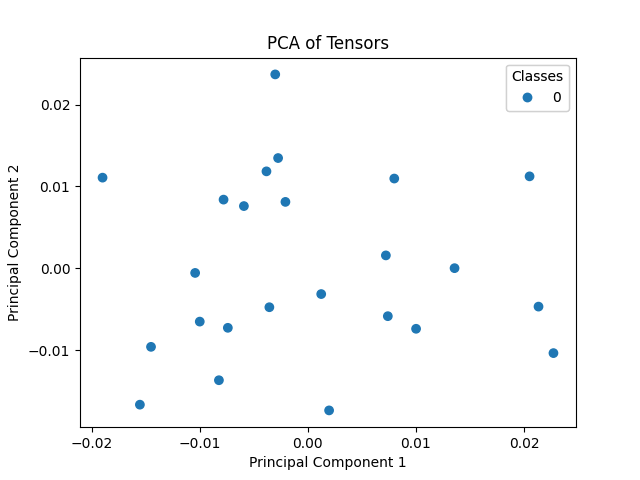 PCA of Tensors
Classes
0
Principal Component 2
0.02
0.01
0.00
−0.01
−0.02
−0.01
0.00
0.01
0.02
Principal Component 1